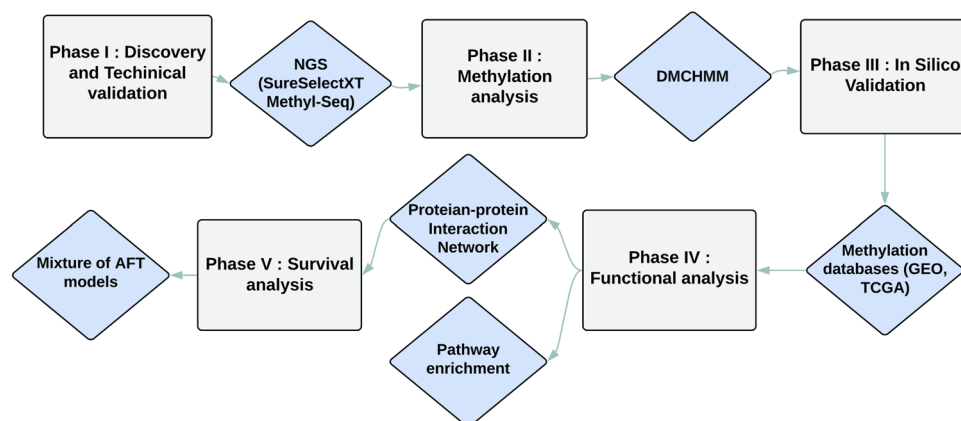 Phase I : Discovery
and Techinical
validation
NGS
(SureSelectXT
Methyl-Seq)
Phase II :
Methylation
analysis
DMCHMM
Phase III : In Silico
Validation
Methylation
databases (GEO,
TCGA)
Phase IV :
Functional analysis
Proteian-protein
Interaction
Network
Pathway
enrichment
Phase V : Survival
analysis
Mixture of AFT
models